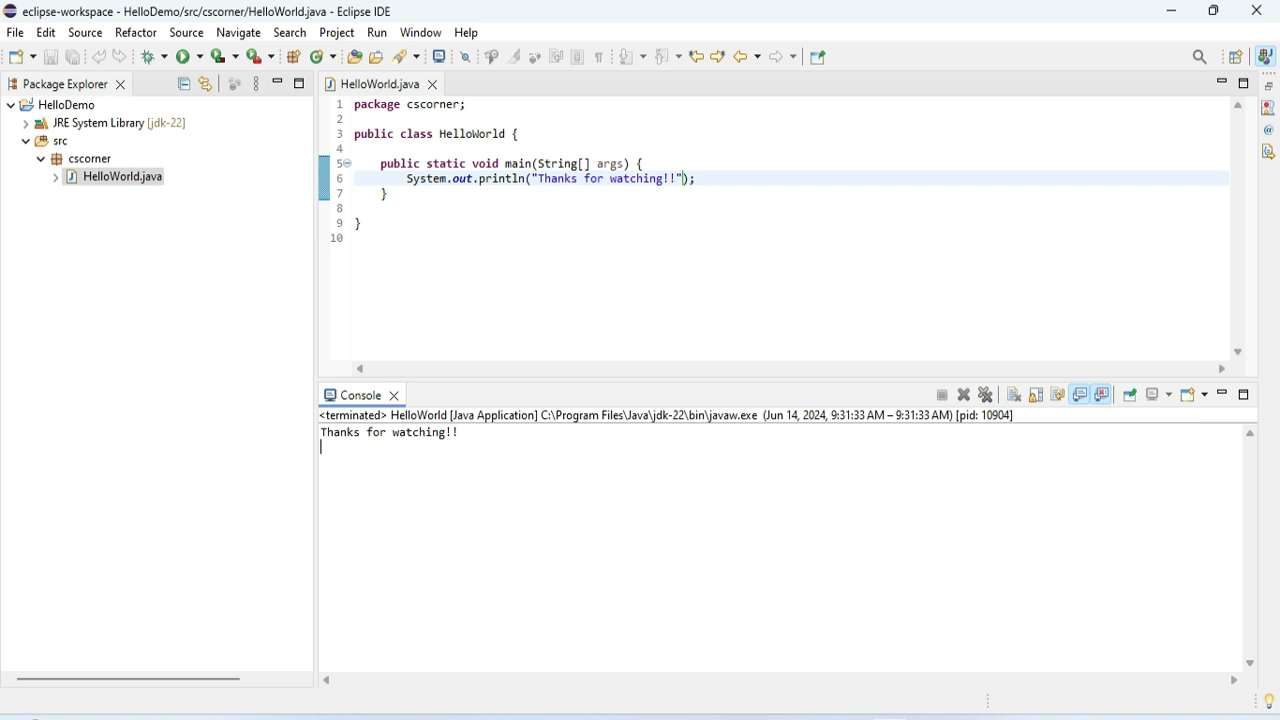 eclipse-workspace - HelloDemo/src/cscorner/HelloWorld.java - Eclipse IDE
File Edit Source Refactor Source Navigate Search Project Run Window Help
Package Explorer
HelloDemo
JRE System Library [jdk-22]
src
cscorner
HelloWorld.java
HelloWorld.java
1 package cscorner;
2
3 public class HelloWorld {
4
5 public static void main(String[] args) {
6 System.out.println("Thanks for watching!!");
7 }
8
9 }
10
Console
<terminated> HelloWorld [Java Application] C:\Program Files\Java\jdk-22\bin\javaw.exe (Jun 14, 2024, 9:31:33 AM – 9:31:33 AM) [pid: 10904]
Thanks for watching!!